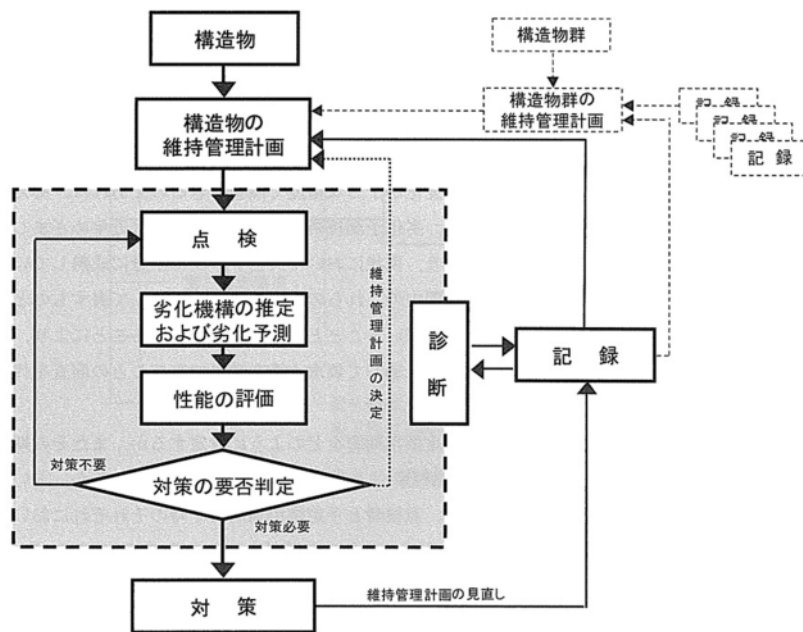 構造物
構造物群
構造物の
維持管理計画
構造物群の
維持管理計画
記 録
点 検
劣化機構の推定
および劣化予測
維持管理計画の決定
診断
記 録
性能の評価
対策不要
対策の要否判定
対策必要
対 策
維持管理計画の見直し